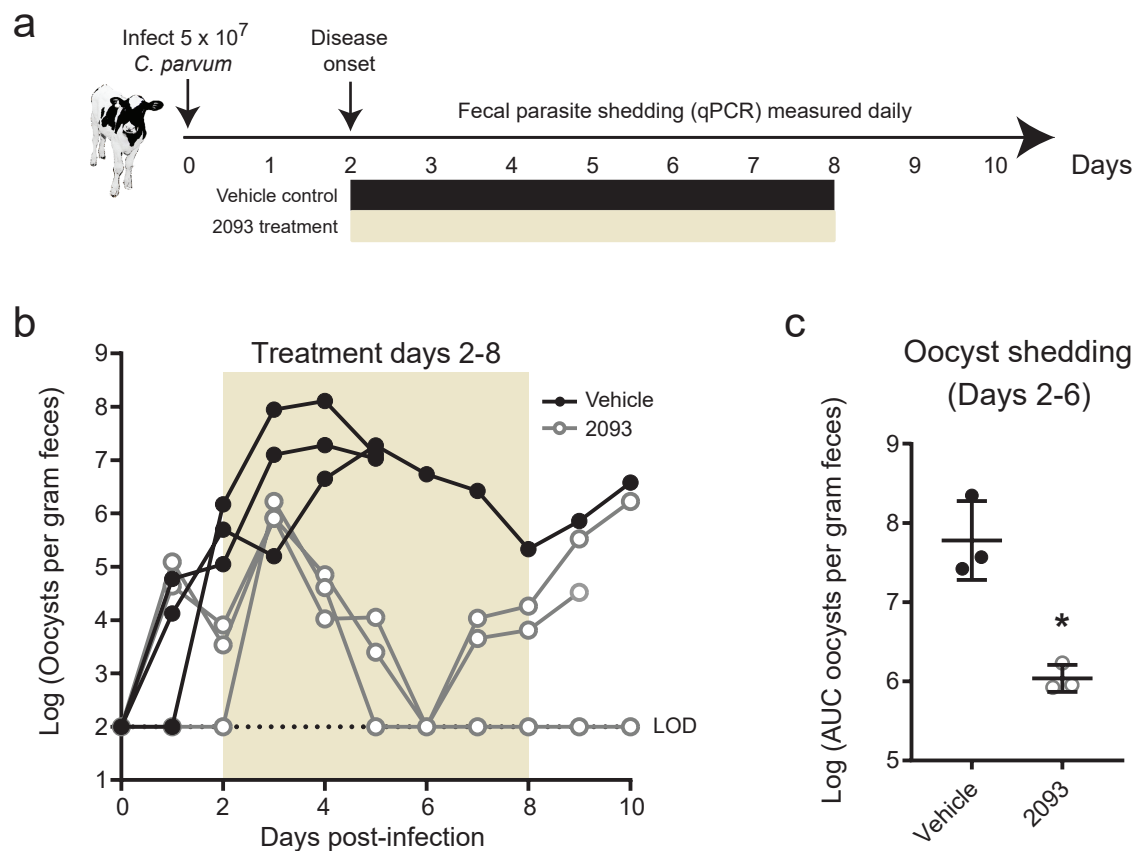 a
Infect 5 x 10⁷
C. parvum
Disease
onset
Fecal parasite shedding (qPCR) measured daily
0 1 2 3 4 5 6 7 8 9 10 Days
Vehicle control
2093 treatment
b
Treatment days 2-8
Log (Oocysts per gram feces)
9
8
7
6
5
4
3
2
1
Vehicle
2093
LOD
0 2 4 6 8 10
Days post-infection
c
Oocyst shedding
(Days 2-6)
Log (AUC oocysts per gram feces)
9
8
7
6
5
*
Vehicle
2093